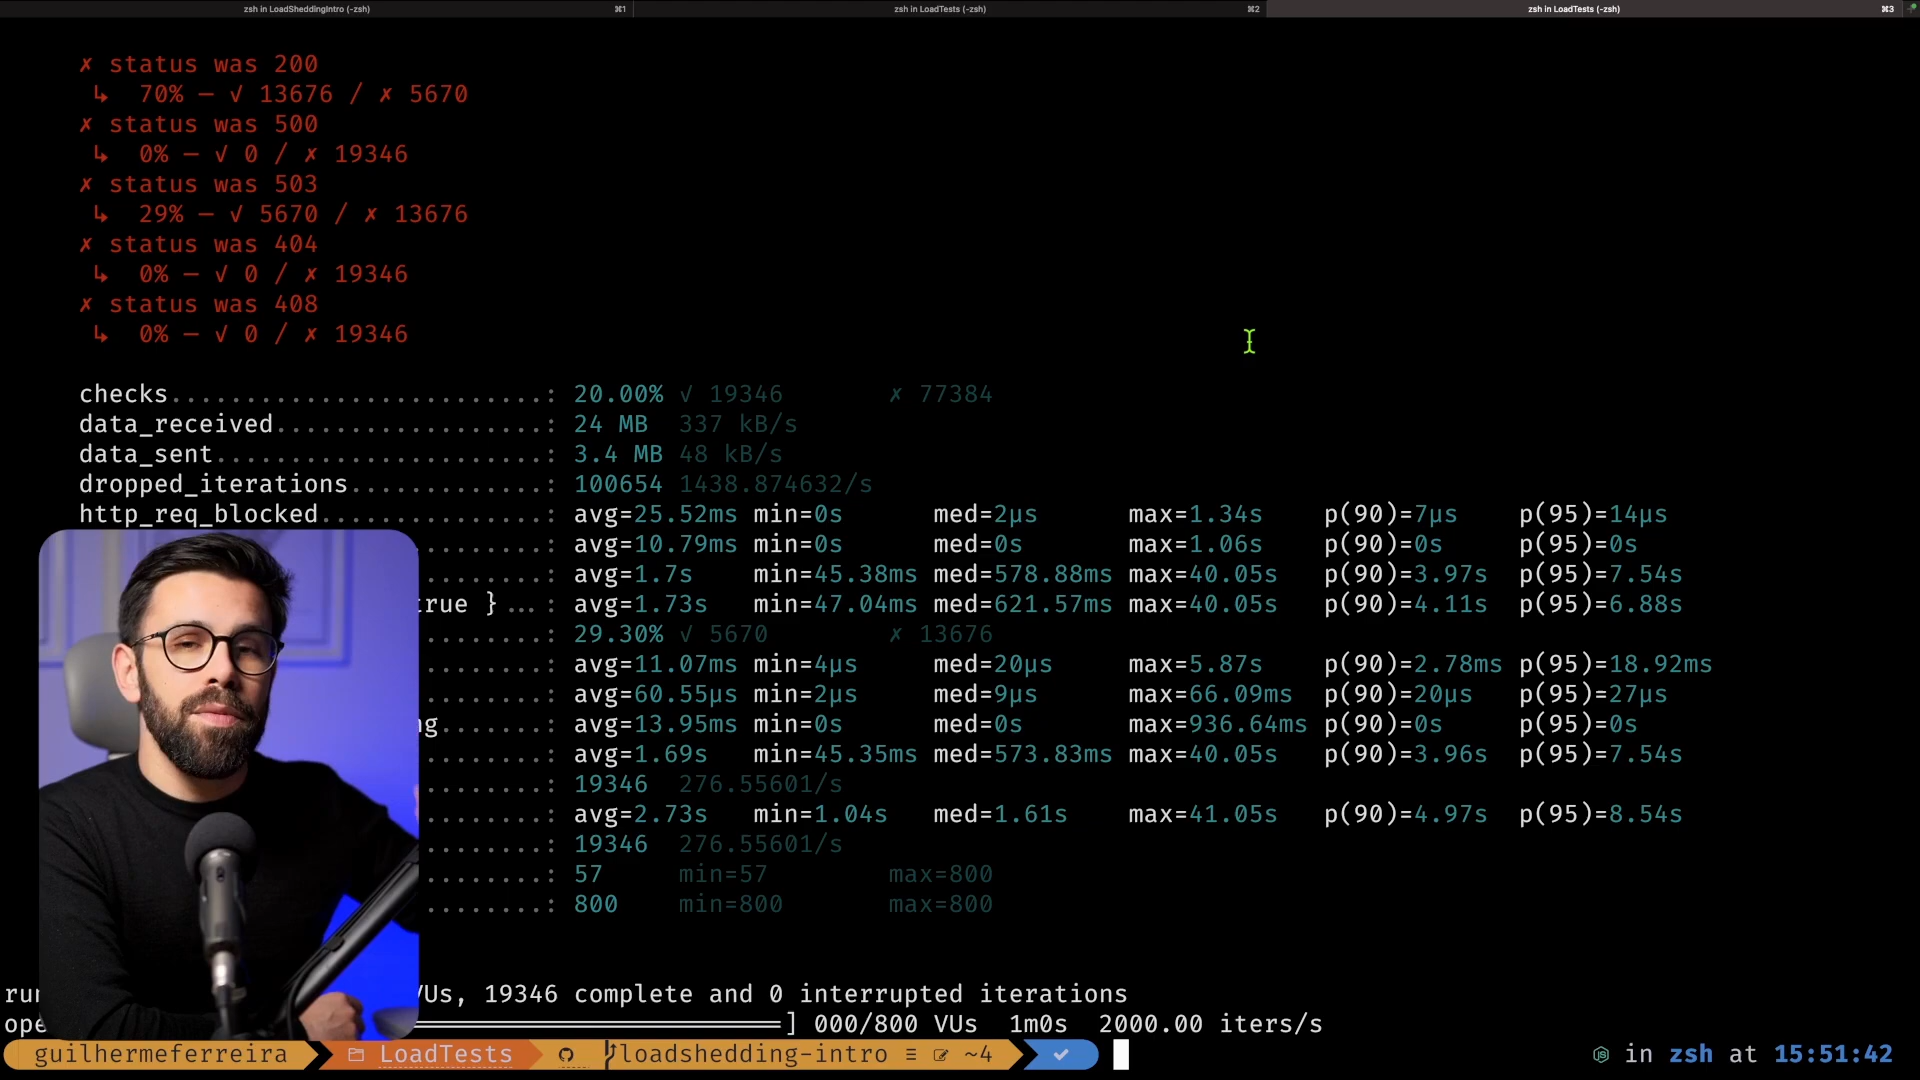 zsh in LoadSheddingIntro (-zsh) ⌘1 zsh in LoadTests (-zsh) ⌘2 zsh in LoadTests (-zsh) ⌘3
✗ status was 200
↳ 70% — ✓ 13676 / ✗ 5670
✗ status was 500
↳ 0% — ✓ 0 / ✗ 19346
✗ status was 503
↳ 29% — ✓ 5670 / ✗ 13676
✗ status was 404
↳ 0% — ✓ 0 / ✗ 19346
✗ status was 408
↳ 0% — ✓ 0 / ✗ 19346
checks.........................: 20.00% ✓ 19346 ✗ 77384
data_received..................: 24 MB 337 kB/s
data_sent......................: 3.4 MB 48 kB/s
dropped_iterations.............: 100654 1438.874632/s
http_req_blocked...............: avg=25.52ms min=0s med=2µs max=1.34s p(90)=7µs p(95)=14µs
........: avg=10.79ms min=0s med=0s max=1.06s p(90)=0s p(95)=0s
........: avg=1.7s min=45.38ms med=578.88ms max=40.05s p(90)=3.97s p(95)=7.54s
true }...: avg=1.73s min=47.04ms med=621.57ms max=40.05s p(90)=4.11s p(95)=6.88s
........: 29.30% ✓ 5670 ✗ 13676
........: avg=11.07ms min=4µs med=20µs max=5.87s p(90)=2.78ms p(95)=18.92ms
........: avg=60.55µs min=2µs med=9µs max=66.09ms p(90)=20µs p(95)=27µs
ng.......: avg=13.95ms min=0s med=0s max=936.64ms p(90)=0s p(95)=0s
........: avg=1.69s min=45.35ms med=573.83ms max=40.05s p(90)=3.96s p(95)=7.54s
........: 19346 276.55601/s
........: avg=2.73s min=1.04s med=1.61s max=41.05s p(90)=4.97s p(95)=8.54s
........: 19346 276.55601/s
........: 57 min=57 max=800
........: 800 min=800 max=800
VUs, 19346 complete and 0 interrupted iterations
] 000/800 VUs 1m0s 2000.00 iters/s
guilhermeferreira LoadTests loadshedding-intro ≡ ~4 ✓ in zsh at 15:51:42